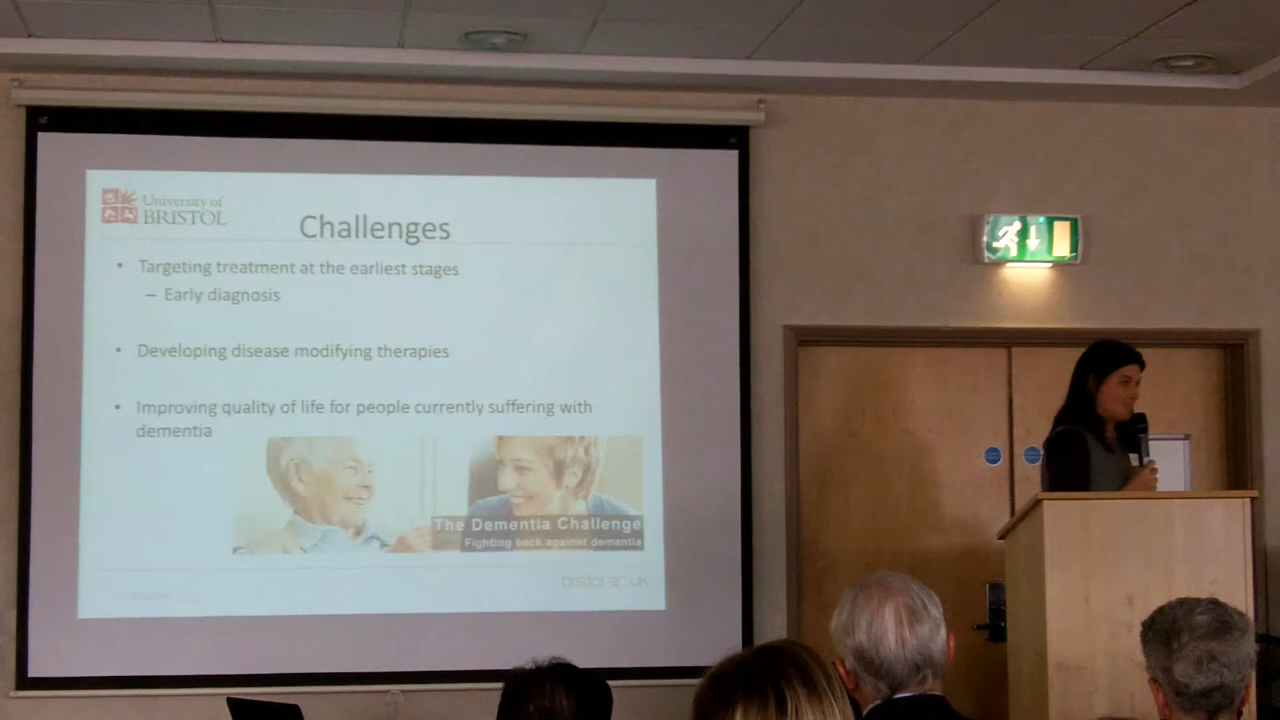 University of
BRISTOL
Challenges
• Targeting treatment at the earliest stages
– Early diagnosis
• Developing disease modifying therapies
• Improving quality of life for people currently suffering with
dementia
The Dementia Challenge
Fighting back against dementia
bristol.ac.uk